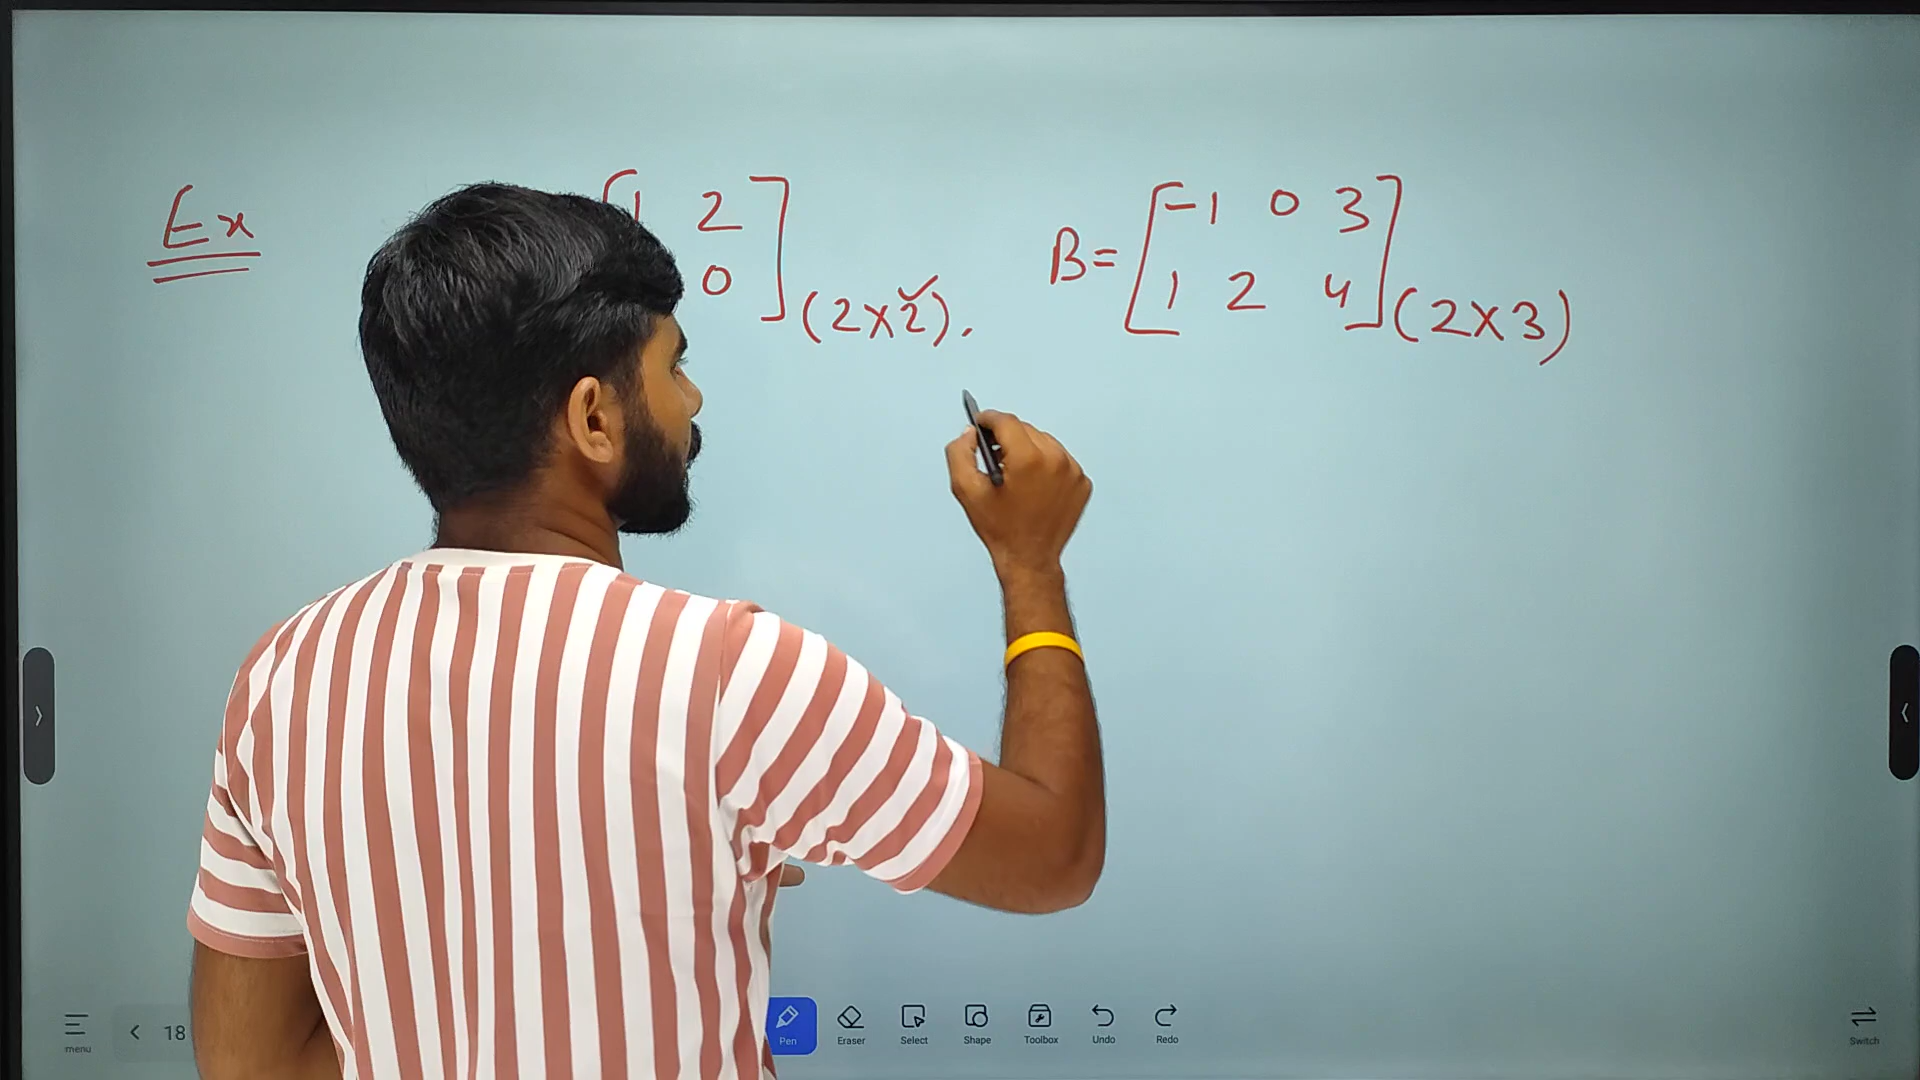 Ex [1 2 B= [-1 0 3
0] (2x2). 1 2 4] (2x3)
menu < 18 Pen Eraser Select Shape Toolbox Undo Redo Switch